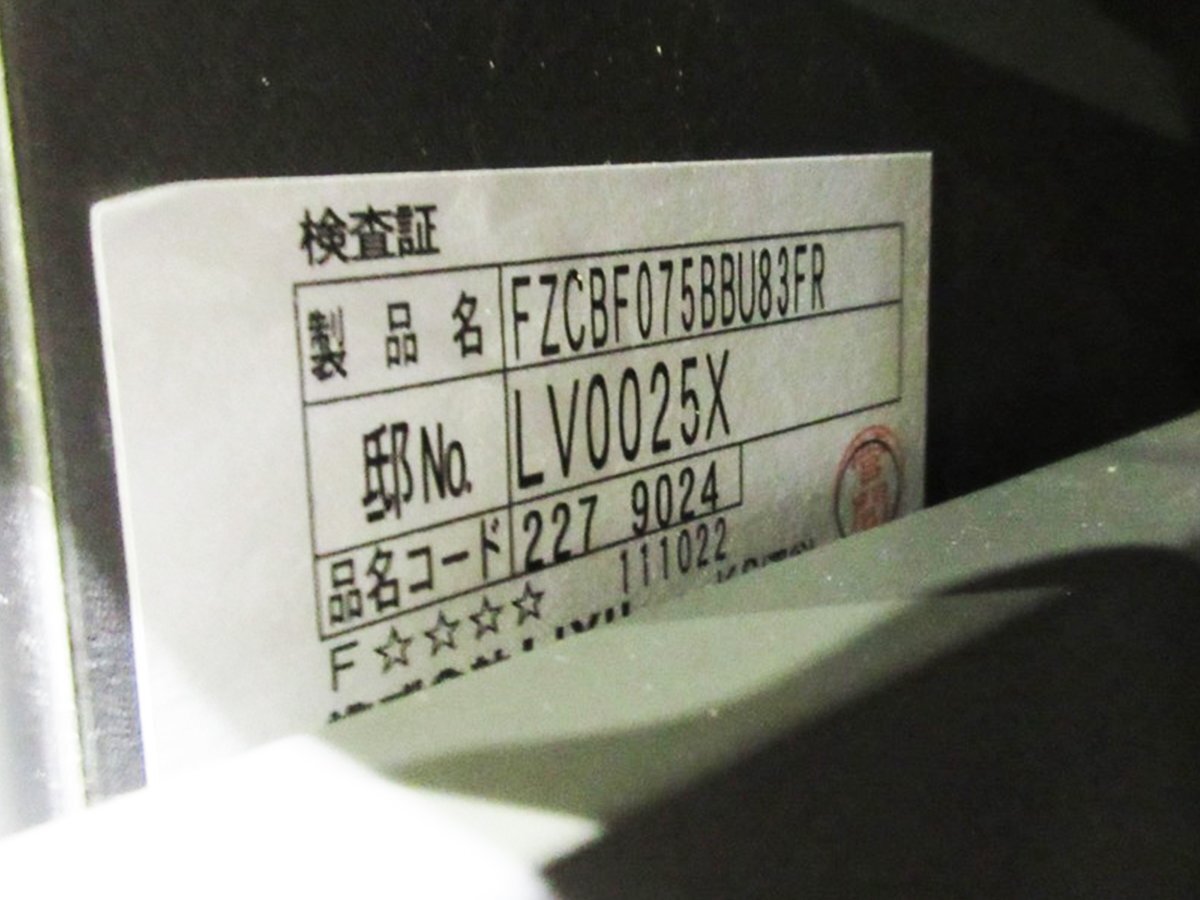 検査証
製品名 FZCBF075BBU83FR
邸No. LV0025X
品名コード 227 9024
F☆☆☆☆ 111022